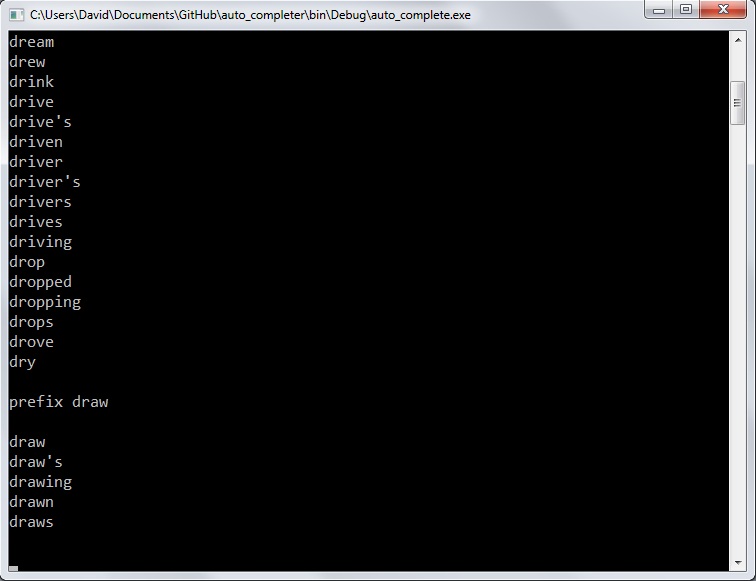 C:\Users\David\Documents\GitHub\auto_completer\bin\Debug\auto_complete.exe
dream
drew
drink
drive
drive's
driven
driver
driver's
drivers
drives
driving
drop
dropped
dropping
drops
drove
dry
prefix draw
draw
draw's
drawing
drawn
draws